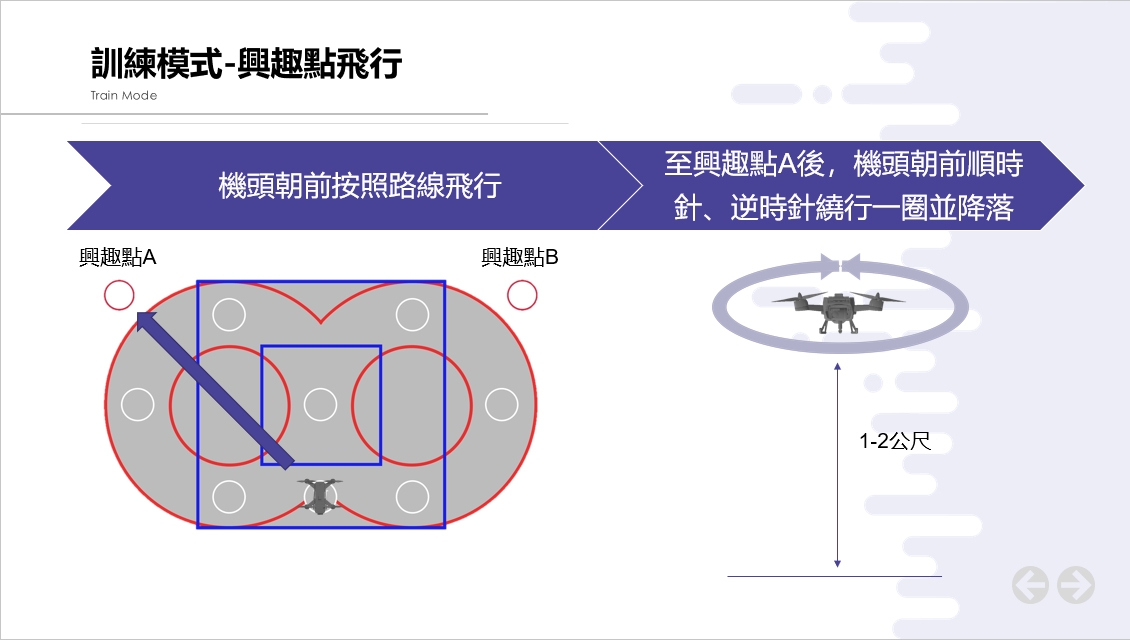 訓練模式-興趣點飛行
Train Mode
機頭朝前按照路線飛行
至興趣點A後，機頭朝前順時
針、逆時針繞行一圈並降落
興趣點A
興趣點B
1-2公尺